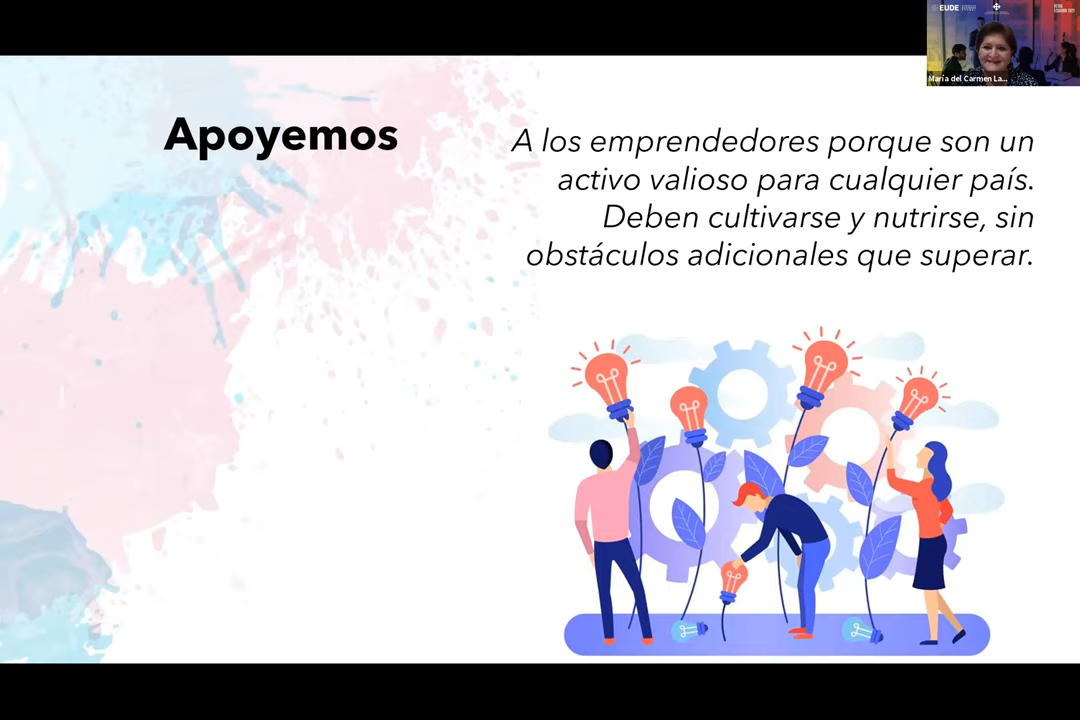 EUDE
María del Carmen La...
Apoyemos
A los emprendedores porque son un
activo valioso para cualquier país.
Deben cultivarse y nutrirse, sin
obstáculos adicionales que superar.